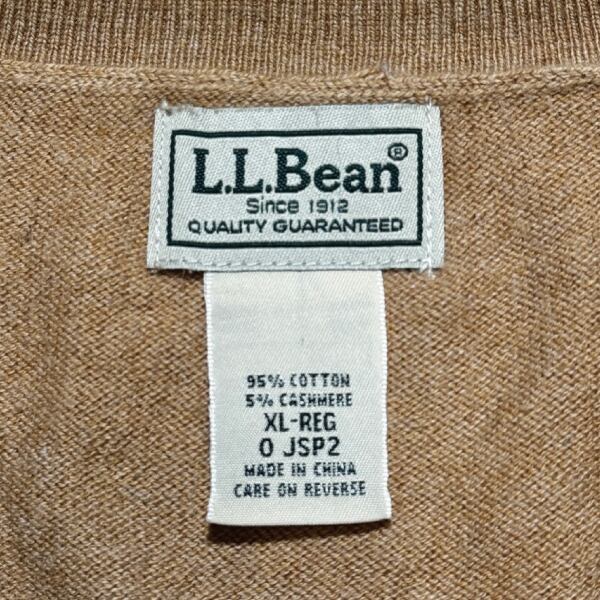 L.L.Bean®
Since 1912
QUALITY GUARANTEED
95% COTTON
5% CASHMERE
XL-REG
0 JSP2
MADE IN CHINA
CARE ON REVERSE